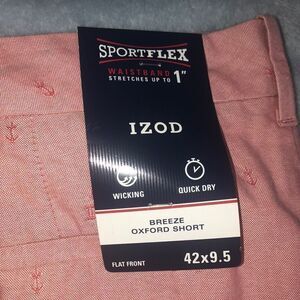 SPORTFLEX
WAISTBAND
STRETCHES UP TO 1"
IZOD
WICKING QUICK DRY
BREEZE
OXFORD SHORT
FLAT FRONT 42x9.5